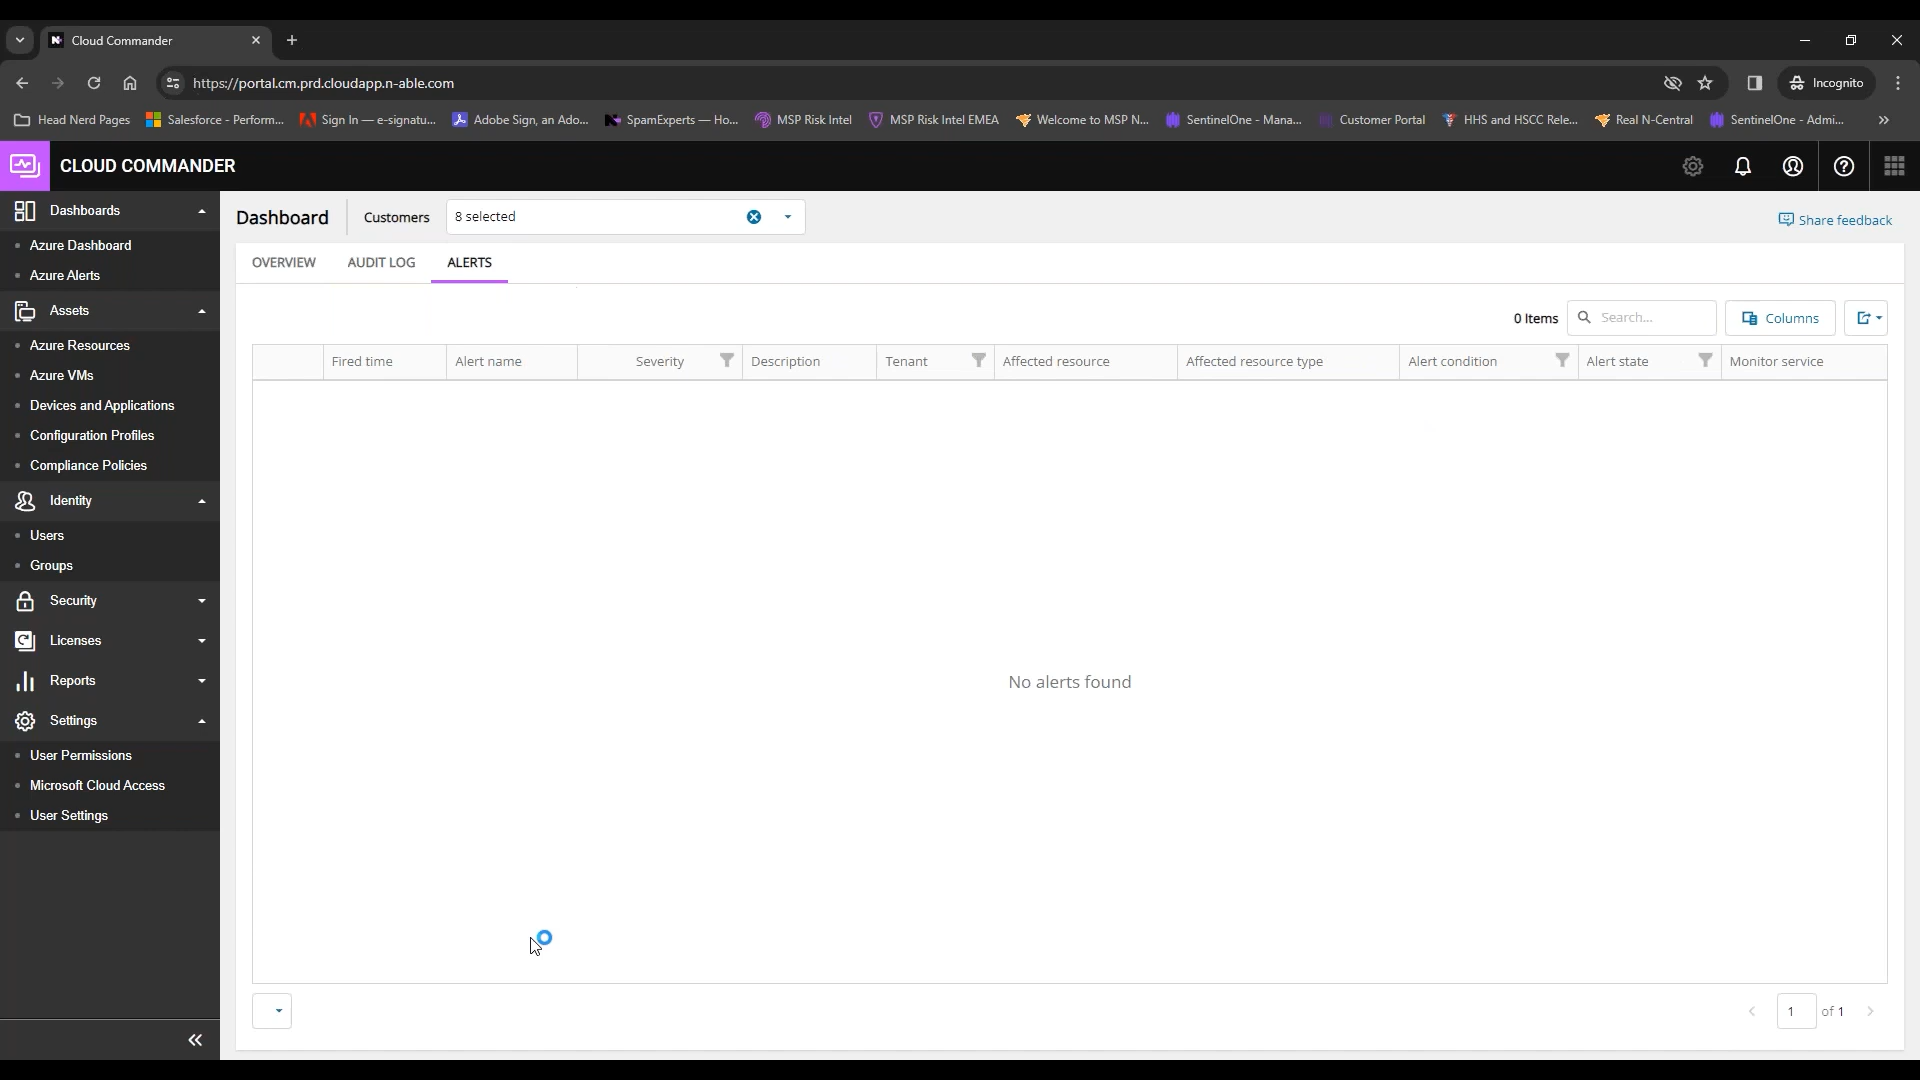 Cloud Commander
https://portal.cm.prd.cloudapp.n-able.com
Incognito
Head Nerd Pages
Salesforce - Perform...
Sign In — e-signatu...
Adobe Sign, an Ado...
SpamExperts — Ho...
MSP Risk Intel
MSP Risk Intel EMEA
Welcome to MSP N...
SentinelOne - Mana...
Customer Portal
HHS and HSCC Rele...
Real N-Central
SentinelOne - Admi...
CLOUD COMMANDER
Dashboards
Azure Dashboard
Azure Alerts
Assets
Azure Resources
Azure VMs
Devices and Applications
Configuration Profiles
Compliance Policies
Identity
Users
Groups
Security
Licenses
Reports
Settings
User Permissions
Microsoft Cloud Access
User Settings
Dashboard
Customers
8 selected
Share feedback
OVERVIEW
AUDIT LOG
ALERTS
0 Items
Search...
Columns
Fired time
Alert name
Severity
Description
Tenant
Affected resource
Affected resource type
Alert condition
Alert state
Monitor service
No alerts found
1 of 1